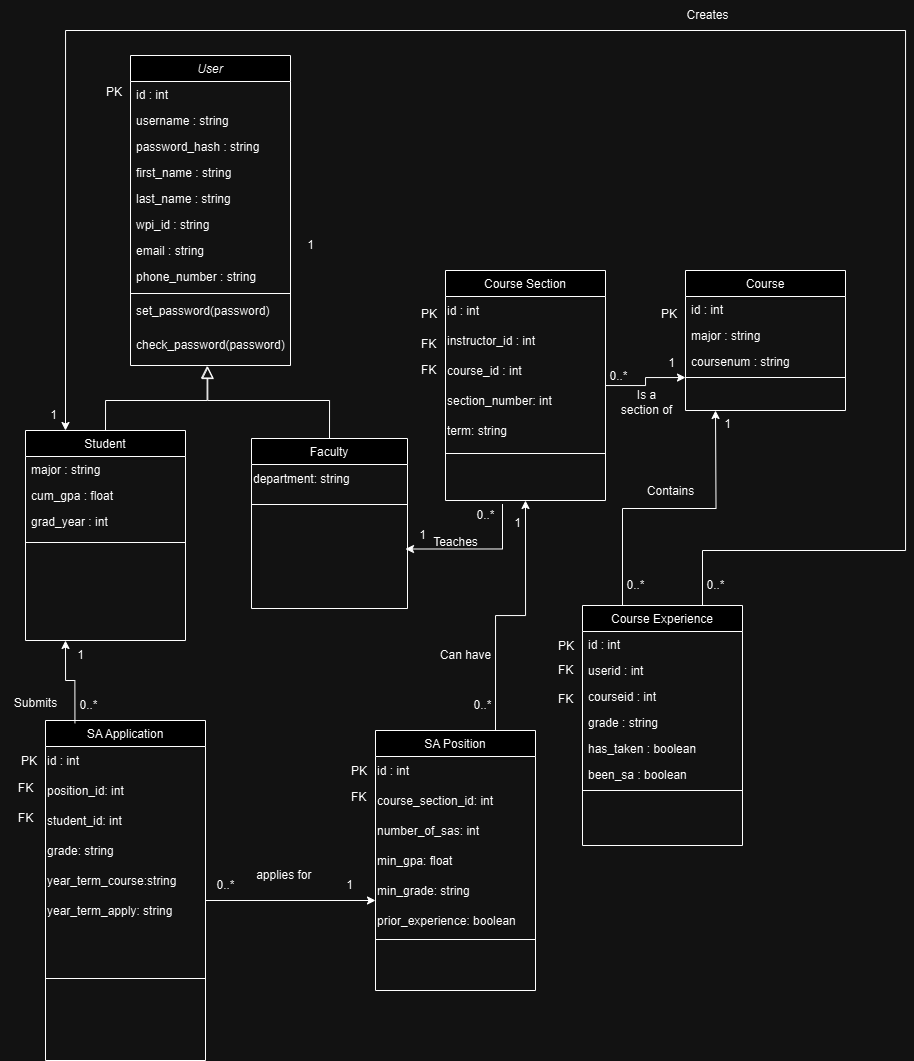 Creates
User
PK
id : int
username : string
password_hash : string
first_name : string
last_name : string
wpi_id : string
email : string
phone_number : string
set_password(password)
check_password(password)
1
Course Section
PK
id : int
FK
instructor_id : int
FK
course_id : int
section_number: int
term: string
0..*
1
Is a
section of
Course
PK
id : int
major : string
coursenum : string
1
Contains
1
Student
major : string
cum_gpa : float
grad_year : int
Faculty
department: string
1
Teaches
0..*
1
Can have
0..*
0..*
0..*
Course Experience
PK
id : int
FK
userid : int
FK
courseid : int
grade : string
has_taken : boolean
been_sa : boolean
1
Submits
0..*
SA Application
PK
id : int
FK
position_id: int
FK
student_id: int
grade: string
year_term_course:string
year_term_apply: string
0..*
applies for
1
SA Position
PK
id : int
FK
course_section_id: int
number_of_sas: int
min_gpa: float
min_grade: string
prior_experience: boolean